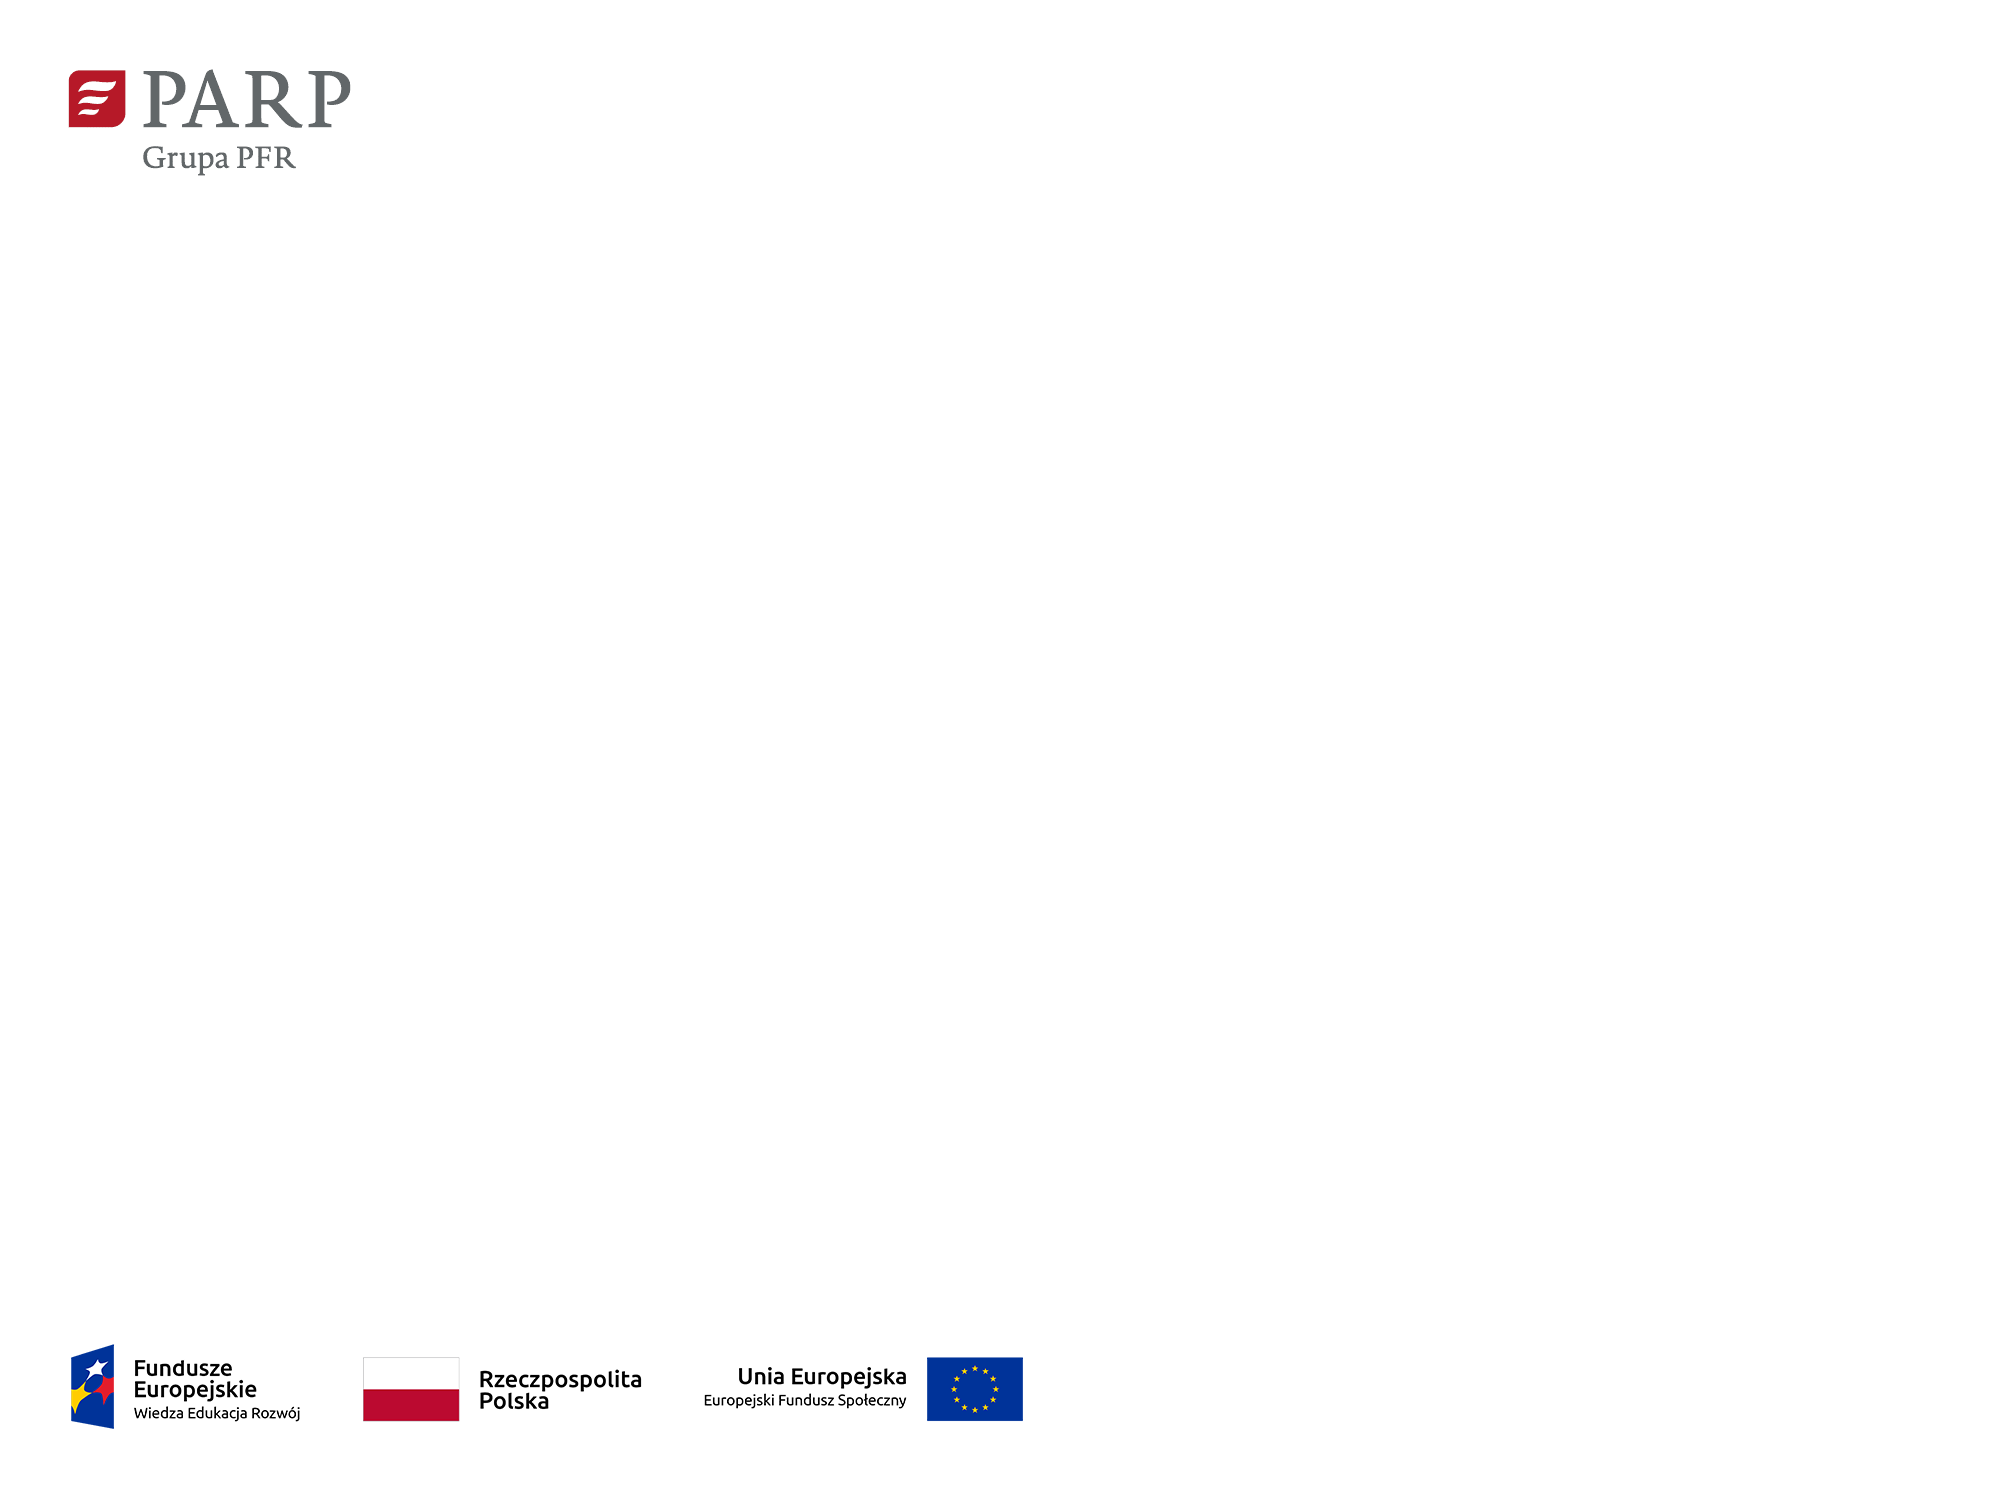 PARP
Grupa PFR
Fundusze
Europejskie
Wiedza Edukacja Rozwój
Rzeczpospolita
Polska
Unia Europejska
Europejski Fundusz Społeczny